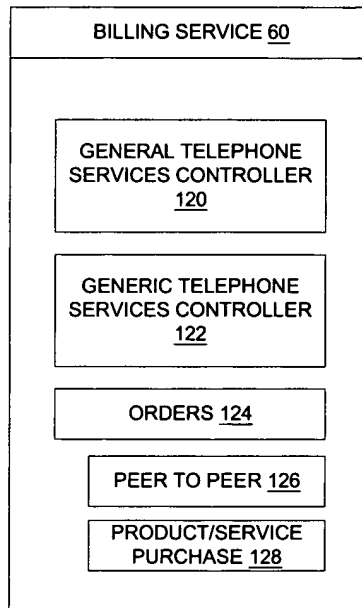 BILLING SERVICE 60
GENERAL TELEPHONE
SERVICES CONTROLLER
120
GENERIC TELEPHONE
SERVICES CONTROLLER
122
ORDERS 124
PEER TO PEER 126
PRODUCT/SERVICE
PURCHASE 128